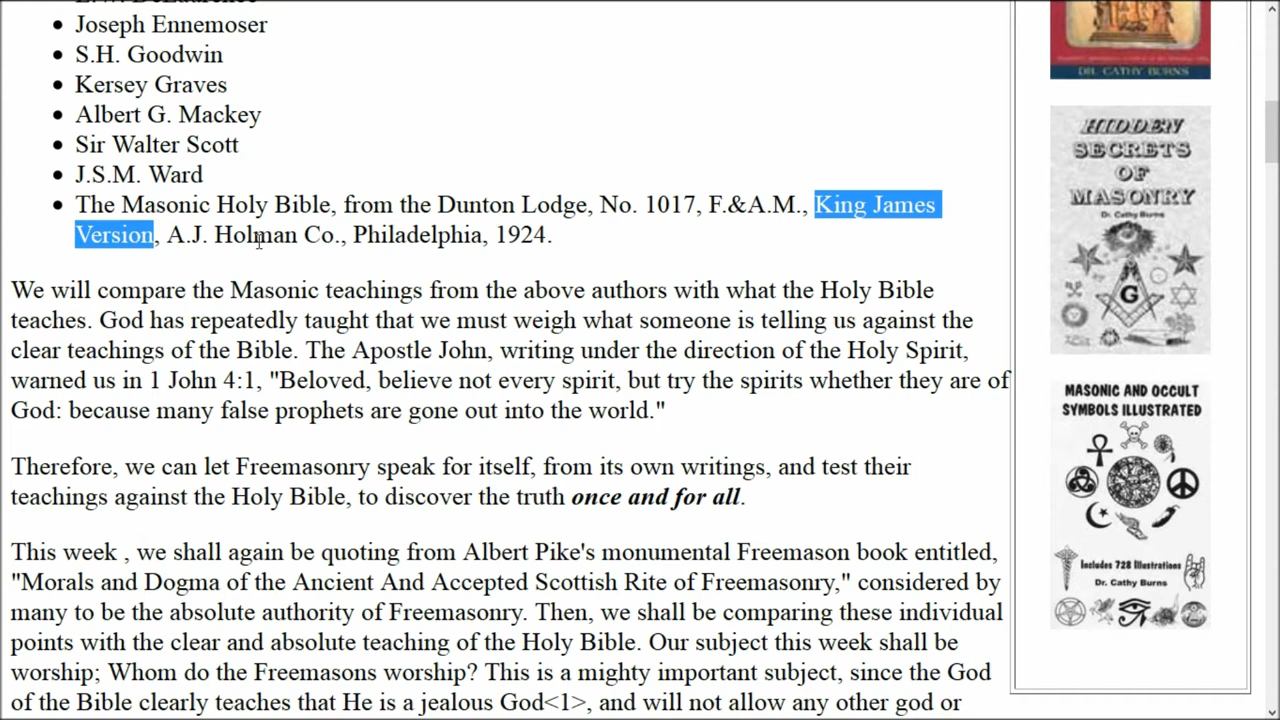 Joseph Ennemoser
S.H. Goodwin
Kersey Graves
Albert G. Mackey
Sir Walter Scott
J.S.M. Ward
The Masonic Holy Bible, from the Dunton Lodge, No. 1017, F.&A.M., King James
Version, A.J. Holman Co., Philadelphia, 1924.
We will compare the Masonic teachings from the above authors with what the Holy Bible
teaches. God has repeatedly taught that we must weigh what someone is telling us against the
clear teachings of the Bible. The Apostle John, writing under the direction of the Holy Spirit,
warned us in 1 John 4:1, "Beloved, believe not every spirit, but try the spirits whether they are of
God: because many false prophets are gone out into the world."
Therefore, we can let Freemasonry speak for itself, from its own writings, and test their
teachings against the Holy Bible, to discover the truth once and for all.
This week , we shall again be quoting from Albert Pike's monumental Freemason book entitled,
"Morals and Dogma of the Ancient And Accepted Scottish Rite of Freemasonry," considered by
many to be the absolute authority of Freemasonry. Then, we shall be comparing these individual
points with the clear and absolute teaching of the Holy Bible. Our subject this week shall be
worship; Whom do the Freemasons worship? This is a mighty important subject, since the God
of the Bible clearly teaches that He is a jealous God<1>, and will not allow any other god or
DR. CATHY BURNS
HIDDEN
SECRETS
OF
MASONRY
Dr. Cathy Burns
G
MASONIC AND OCCULT
SYMBOLS ILLUSTRATED
Includes 728 Illustrations
Dr. Cathy Burns